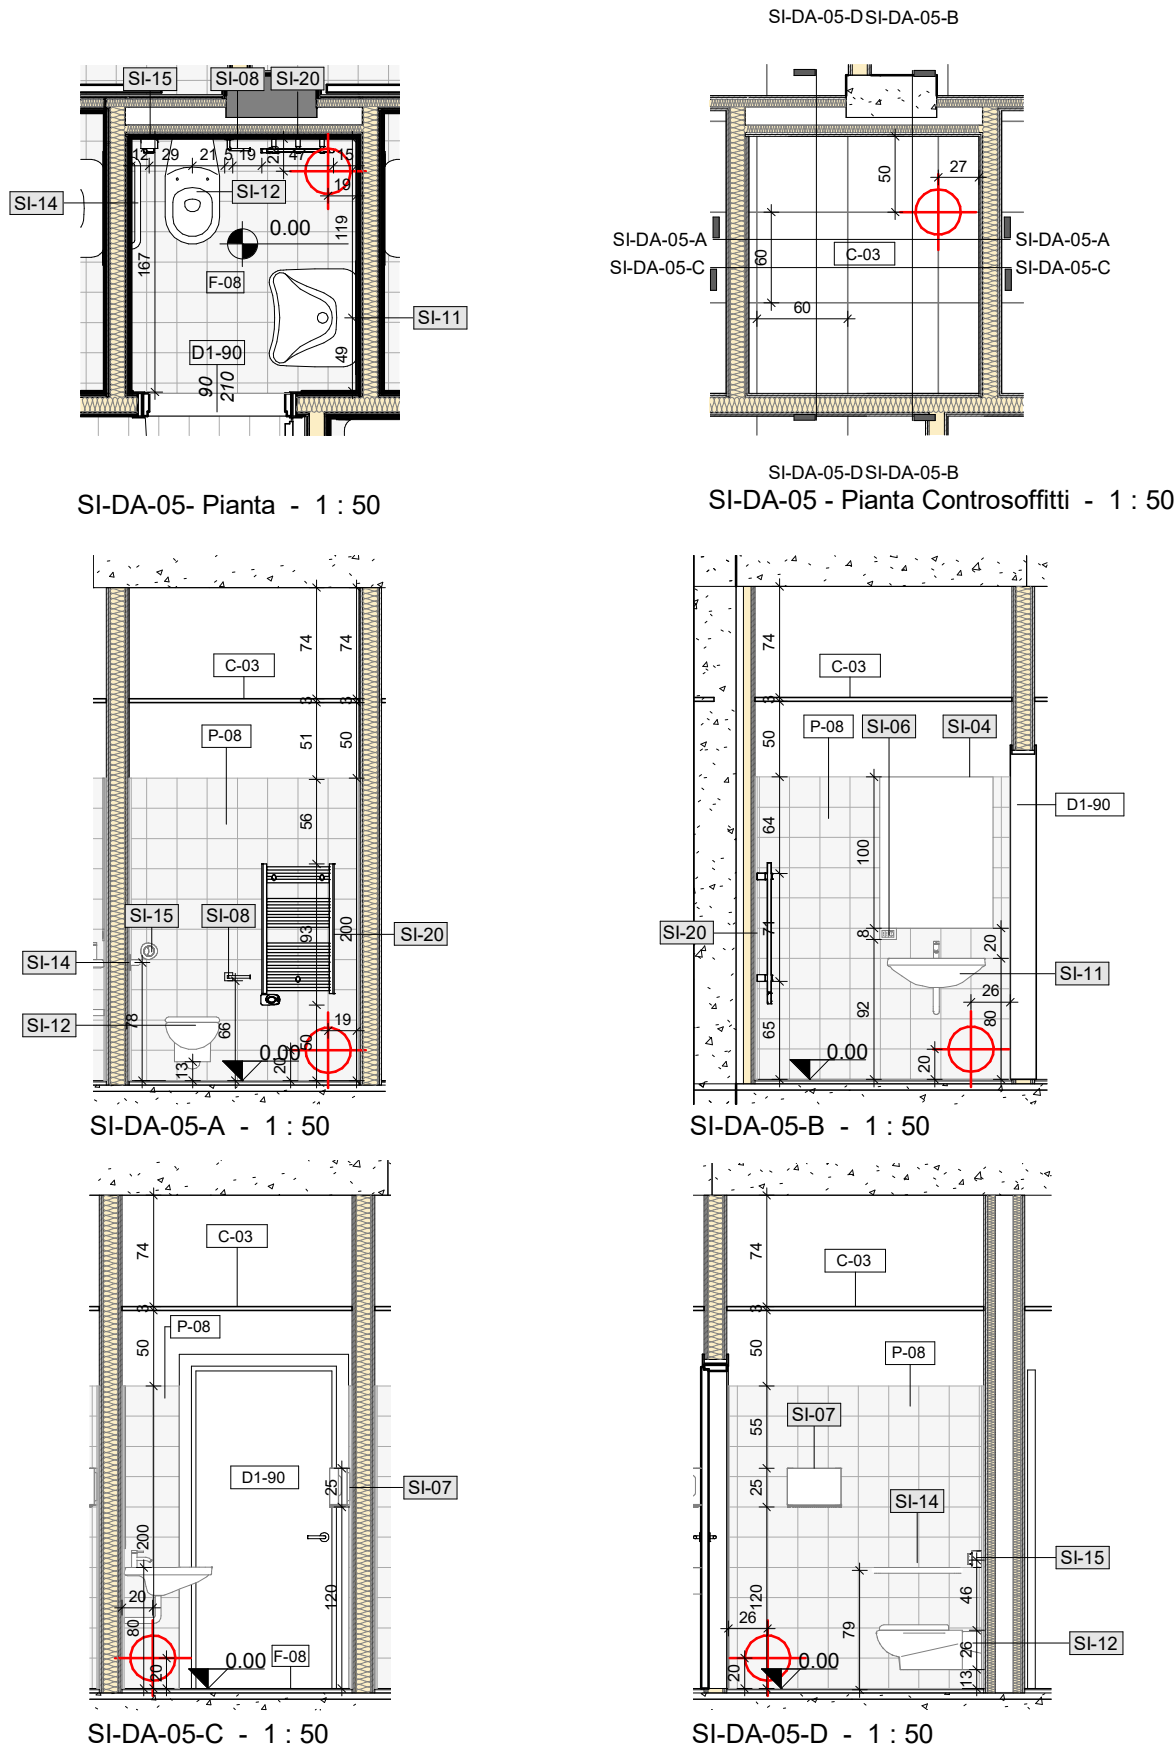 SI-DA-05-D SI-DA-05-B
SI-15 SI-08 SI-20
12 29 21 5 19 2 47 15
SI-12 19
SI-14
0.00 119
167
F-08
SI-11
D1-90
90
210
49
SI-DA-05- Pianta - 1 : 50
50 27
SI-DA-05-A SI-DA-05-A
C-03
SI-DA-05-C SI-DA-05-C
60
60
SI-DA-05-D SI-DA-05-B
SI-DA-05 - Pianta Controsoffitti - 1 : 50
74 74
C-03
3 3
P-08
51 50
56
SI-15 SI-08
93 200
SI-20
SI-14
SI-12
78 66 50 19
0.00
13 20
SI-DA-05-A - 1 : 50
74
C-03
3
50
P-08 SI-06 SI-04
D1-90
64 100
SI-20
71 8
20
SI-11
26
65 92 80
0.00
20
SI-DA-05-B - 1 : 50
74
C-03
3
P-08
50
D1-90
25
SI-07
200
20
80 120
0.00 F-08
20
SI-DA-05-C - 1 : 50
74
C-03
50
P-08
SI-07
55
25
SI-14
SI-15
120 46
26 79
26
SI-12
0.00
20 13
SI-DA-05-D - 1 : 50